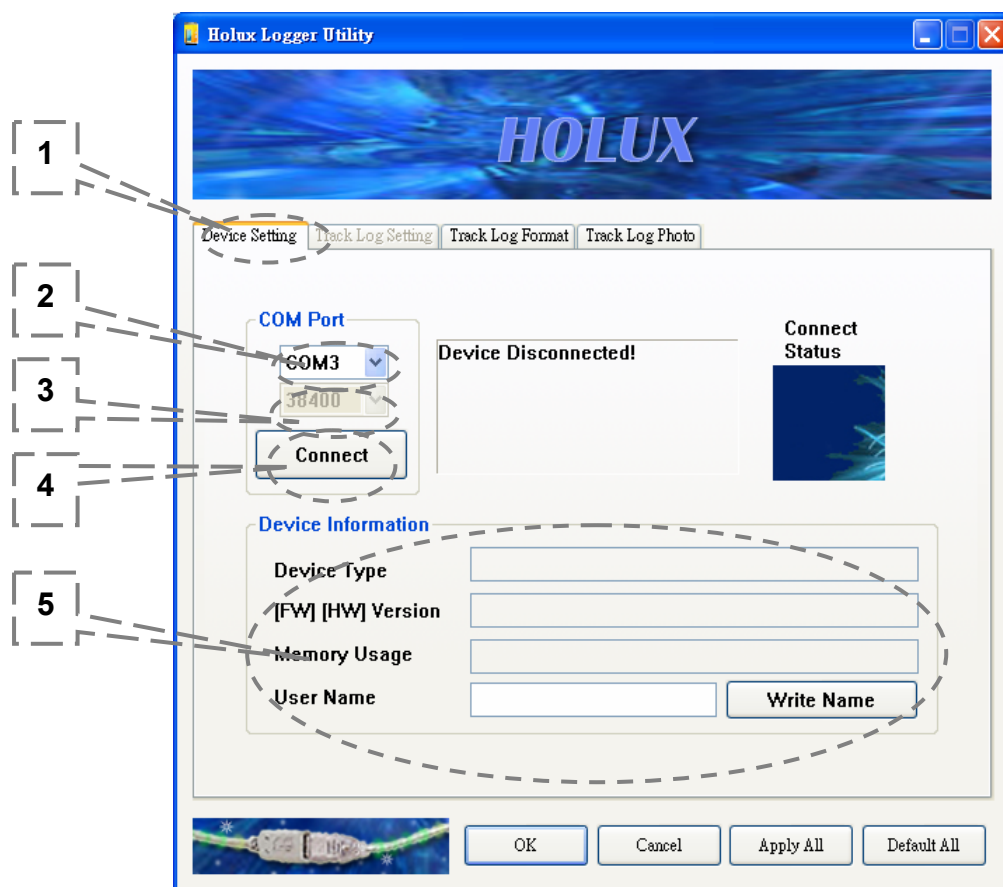 Holux Logger Utility
HOLUX
1
Device Setting Track Log Setting Track Log Format Track Log Photo
2
COM Port
Connect
Status
COM3
Device Disconnected!
3
38400
4
Connect
Device Information
Device Type
5
[FW] [HW] Version
Memory Usage
User Name
Write Name
OK Cancel Apply All Default All